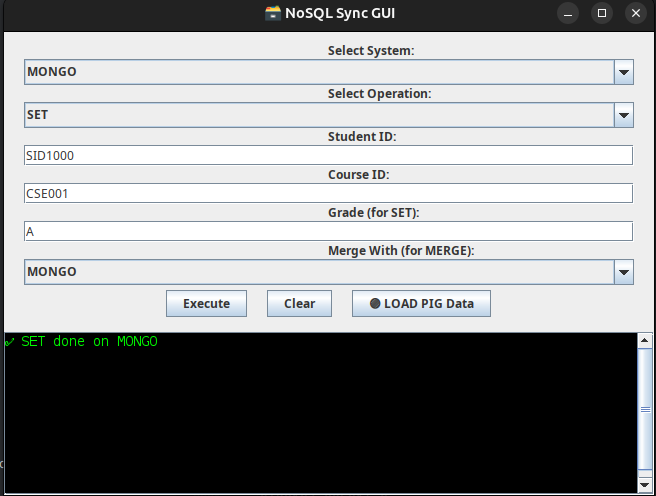 NoSQL Sync GUI
Select System:
MONGO
Select Operation:
SET
Student ID:
SID1000
Course ID:
CSE001
Grade (for SET):
A
Merge With (for MERGE):
MONGO
Execute Clear LOAD PIG Data
✓ SET done on MONGO